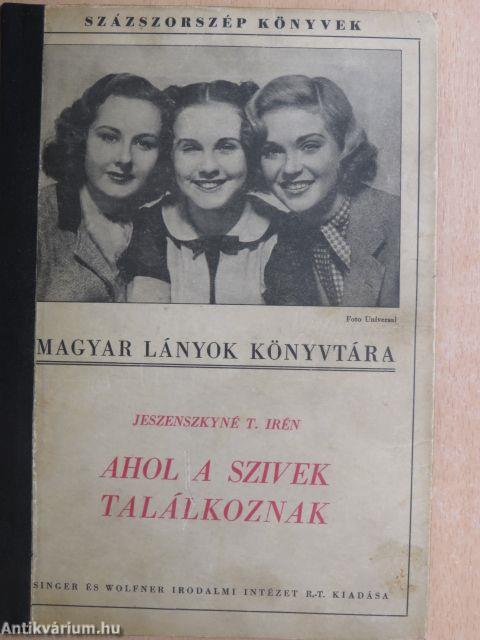 SZÁZSZORSZÉP KÖNYVEK
Foto Universal
MAGYAR LÁNYOK KÖNYVTÁRA
JESZENSZKYNÉ T. IRÉN
AHOL A SZIVEK
TALÁLKOZNAK
SINGER ÉS WOLFNER IRODALMI INTÉZET R.-T. KIADÁSA
Antikvárium.hu